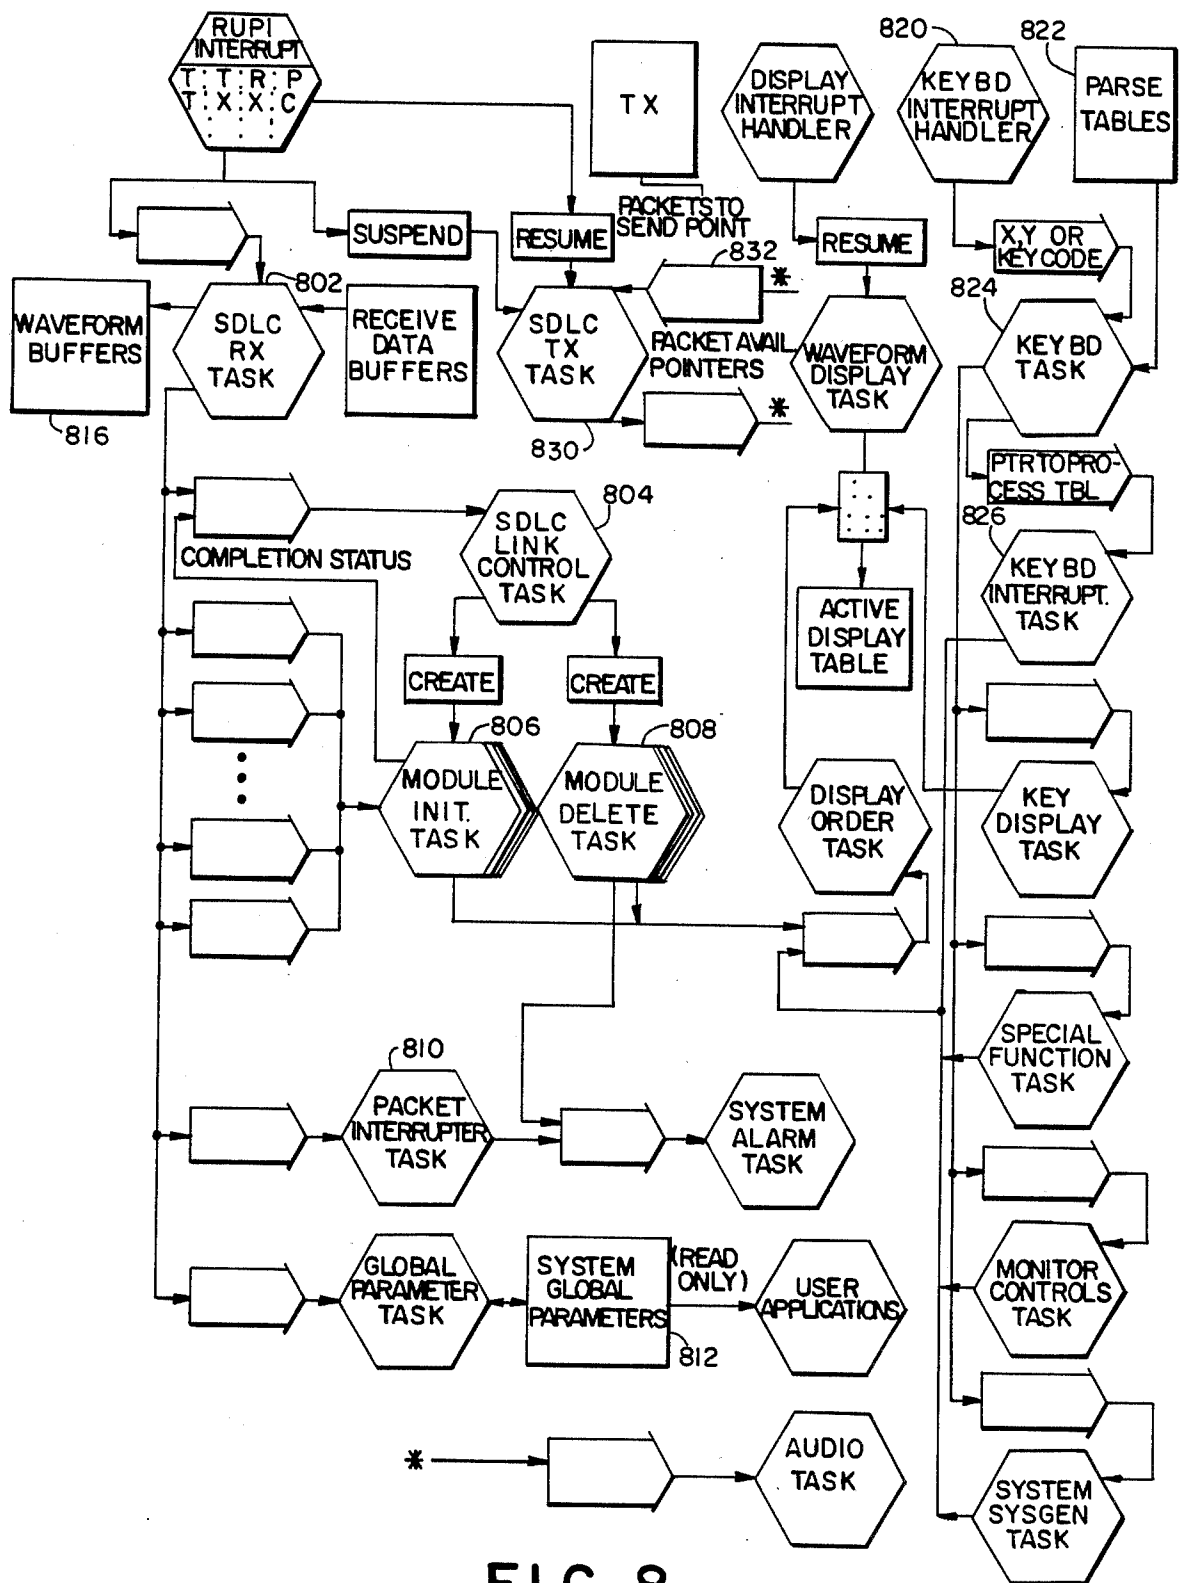 RUPI
INTERRUPT
T T R P
T X X C
TX
PACKETS TO
SEND POINT
DISPLAY
INTERRUPT
HANDLER
820
KEYBD
INTERRUPT
HANDLER
822
PARSE
TABLES
SUSPEND
RESUME
RESUME
X,Y OR
KEY CODE
802
832
*
824
WAVEFORM
BUFFERS
816
SDLC
RX
TASK
RECEIVE
DATA
BUFFERS
SDLC
TX
TASK
830
PACKET AVAIL
POINTERS
*
WAVEFORM
DISPLAY
TASK
KEYBD
TASK
PTR TO PRO-
CESS TBL
826
COMPLETION STATUS
804
SDLC
LINK
CONTROL
TASK
ACTIVE
DISPLAY
TABLE
KEYBD
INTERRUPT.
TASK
CREATE
CREATE
806
808
MODULE
INIT.
TASK
MODULE
DELETE
TASK
DISPLAY
ORDER
TASK
KEY
DISPLAY
TASK
SPECIAL
FUNCTION
TASK
810
PACKET
INTERRUPTER
TASK
SYSTEM
ALARM
TASK
GLOBAL
PARAMETER
TASK
SYSTEM
GLOBAL
PARAMETERS
812
(READ
ONLY)
USER
APPLICATIONS
MONITOR
CONTROLS
TASK
*
AUDIO
TASK
SYSTEM
SYSGEN
TASK
FIG. 8